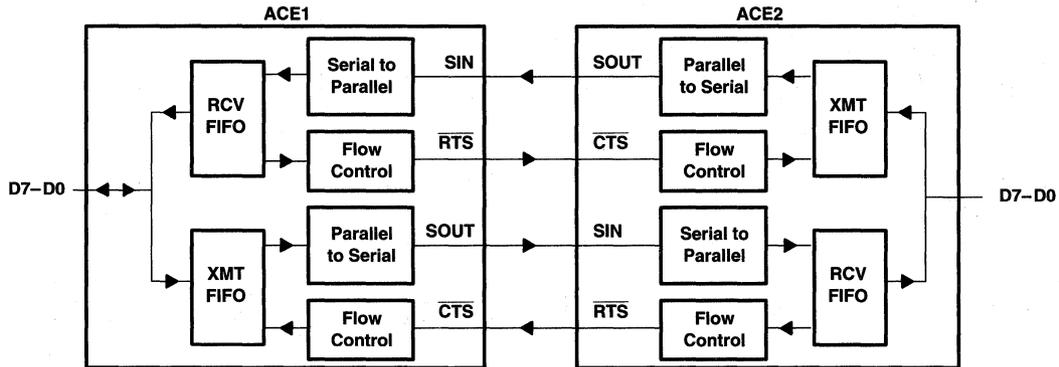 ACE1
ACE2
Serial to
Parallel
SIN
SOUT
Parallel
to Serial
RCV
FIFO
XMT
FIFO
Flow
Control
RTS
CTS
Flow
Control
D7–D0
D7–D0
Parallel
to Serial
SOUT
SIN
Serial to
Parallel
XMT
FIFO
RCV
FIFO
Flow
Control
CTS
RTS
Flow
Control